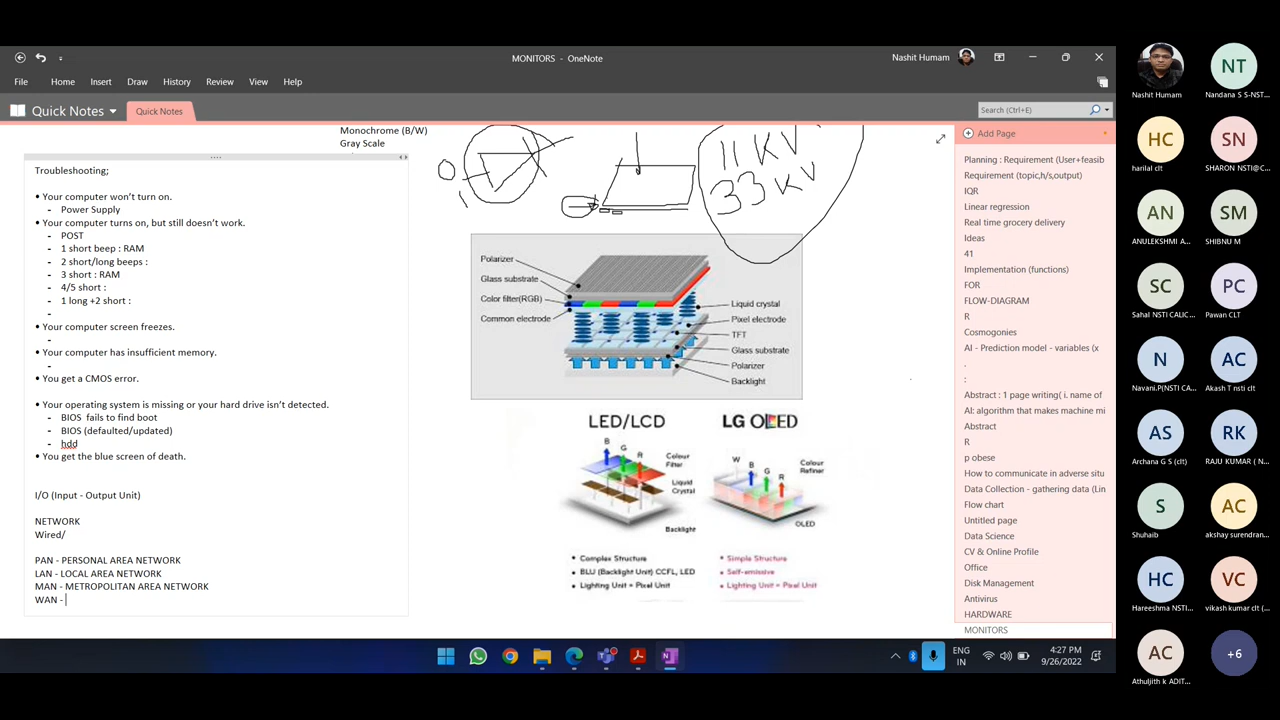 MONITORS - OneNote
Nashit Humam
File Home Insert Draw History Review View Help
Quick Notes
Quick Notes
Search (Ctrl+E)
Monochrome (B/W)
Gray Scale
Troubleshooting;
• Your computer won't turn on.
- Power Supply
• Your computer turns on, but still doesn't work.
- POST
- 1 short beep : RAM
- 2 short/long beeps :
- 3 short : RAM
- 4/5 short :
- 1 long +2 short :
-
• Your computer screen freezes.
-
• Your computer has insufficient memory.
-
• You get a CMOS error.
• Your operating system is missing or your hard drive isn't detected.
- BIOS fails to find boot
- BIOS (defaulted/updated)
- hdd
• You get the blue screen of death.
I/O (Input - Output Unit)
NETWORK
Wired/
PAN - PERSONAL AREA NETWORK
LAN - LOCAL AREA NETWORK
MAN - METROPOLITAN AREA NETWORK
WAN -
11 KV
33 KV
Polarizer
Glass substrate
Color filter(RGB)
Common electrode
Liquid crystal
Pixel electrode
TFT
Glass substrate
Polarizer
Backlight
LED/LCD
B
G
R
Colour
Filter
Liquid
Crystal
Backlight
• Complex Structure
• BLU (Backlight Unit) CCFL, LED
• Lighting Unit ≠ Pixel Unit
LG OLED
W
B
G
R
Colour
Refiner
OLED
• Simple Structure
• Self-emissive
• Lighting Unit = Pixel Unit
Add Page
Planning : Requirement (User+feasib
Requirement (topic,h/s,output)
IQR
Linear regression
Real time grocery delivery
Ideas
41
Implementation (functions)
FOR
FLOW-DIAGRAM
R
Cosmogonies
AI - Prediction model - variables (x
.
:
Abstract : 1 page writing( i. name of
AI: algorithm that makes machine mi
Abstract
R
p obese
How to communicate in adverse situ
Data Collection - gathering data (Lin
Flow chart
Untitled page
Data Science
CV & Online Profile
Office
Disk Management
Antivirus
HARDWARE
MONITORS
ENG
IN
4:27 PM
9/26/2022
Nashit Humam
NT
Nandana S S-NST...
HC
harilal clt
SN
SHARON NSTI@C...
AN
ANULEKSHMI A...
SM
SHIBNU M
SC
Sahal NSTI CALIC...
PC
Pawan CLT
N
Navani.P(NSTI CA...
AC
Akash T nsti clt
AS
Archana G S (clt)
RK
RAJU KUMAR ( N...
S
Shuhaib
AC
akshay surendran...
HC
Hareeshma NSTI...
VC
vikash kumar clt (...
AC
Athuljith k ADIT...
+6